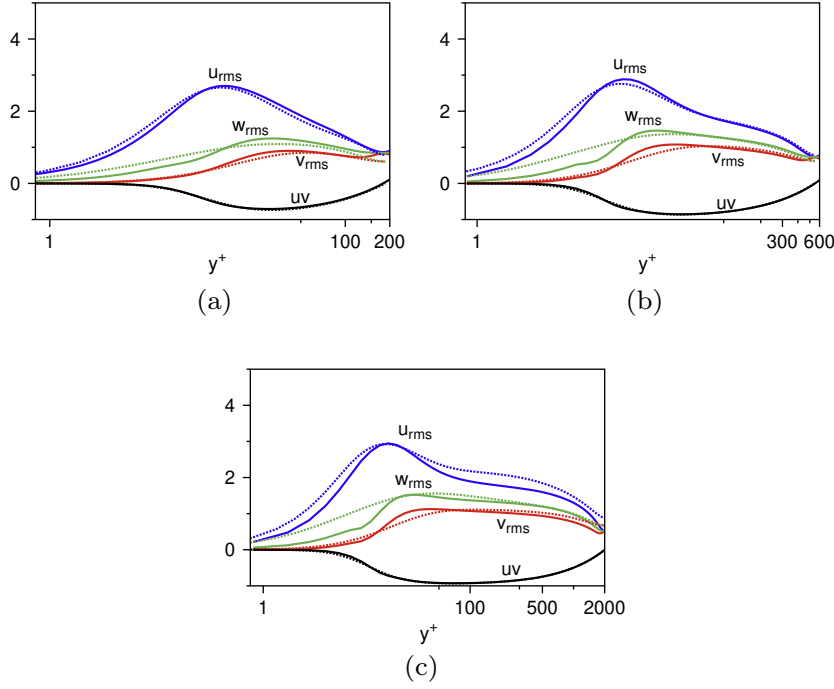 4
2
0
u_rms
w_rms
v_rms
uv
1 100 200
y⁺
(a)
4
2
0
u_rms
w_rms
v_rms
uv
1 300 600
y⁺
(b)
4
2
0
u_rms
w_rms
v_rms
uv
1 100 500 2000
y⁺
(c)